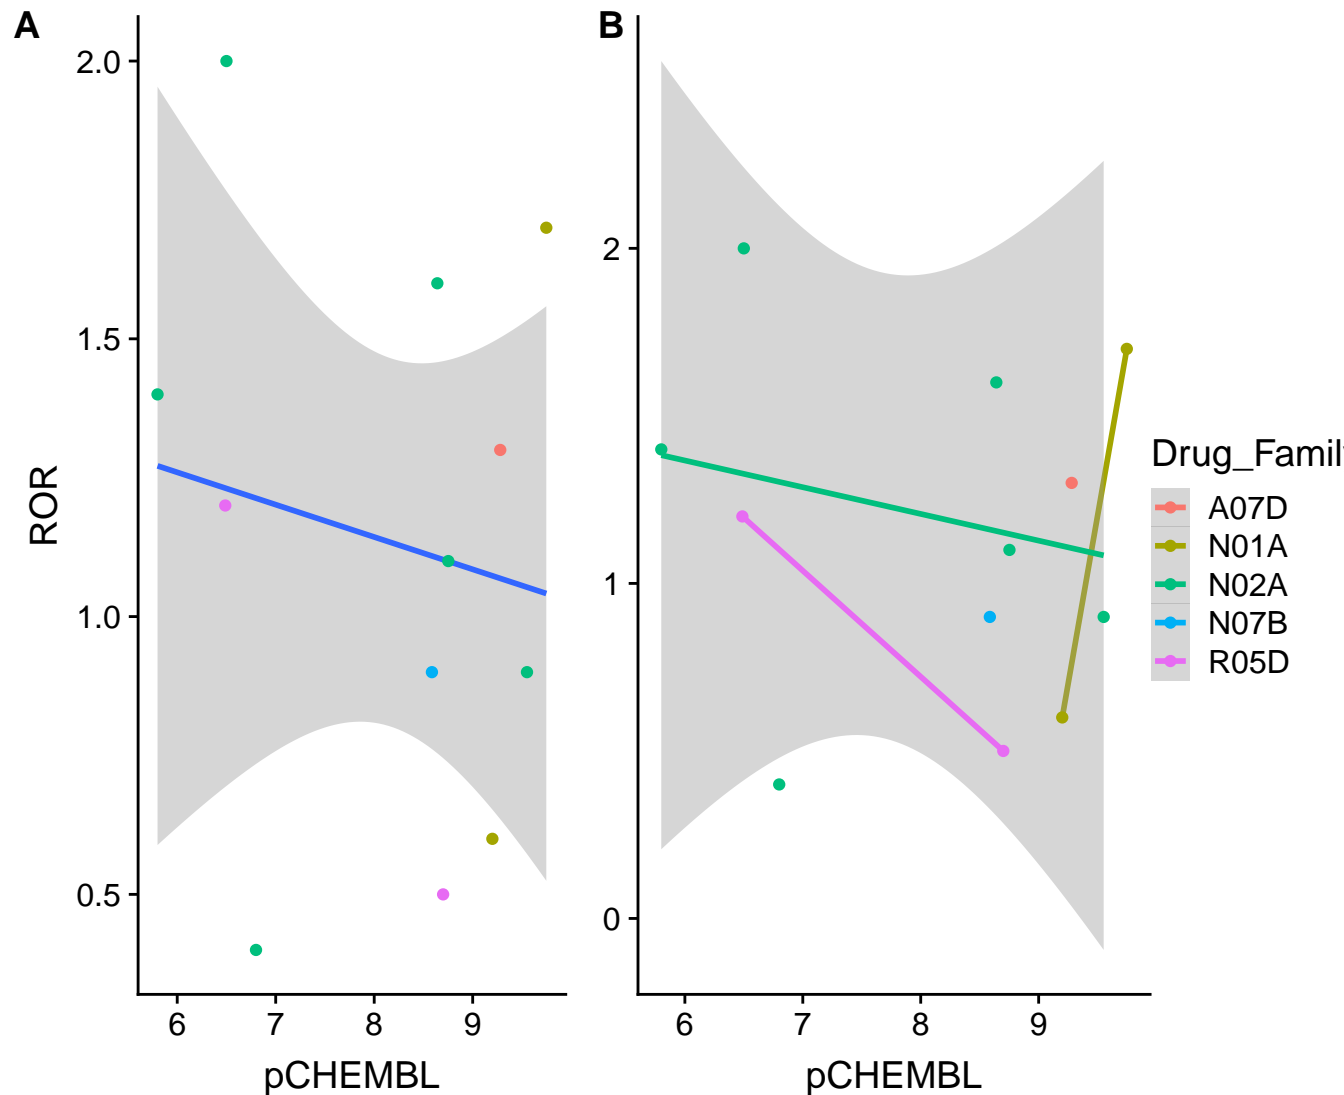 A
B
2.0
1.5
1.0
0.5
ROR
6 7 8 9
pCHEMBL
2
1
0
6 7 8 9
pCHEMBL
Drug_Famil
A07D
N01A
N02A
N07B
R05D